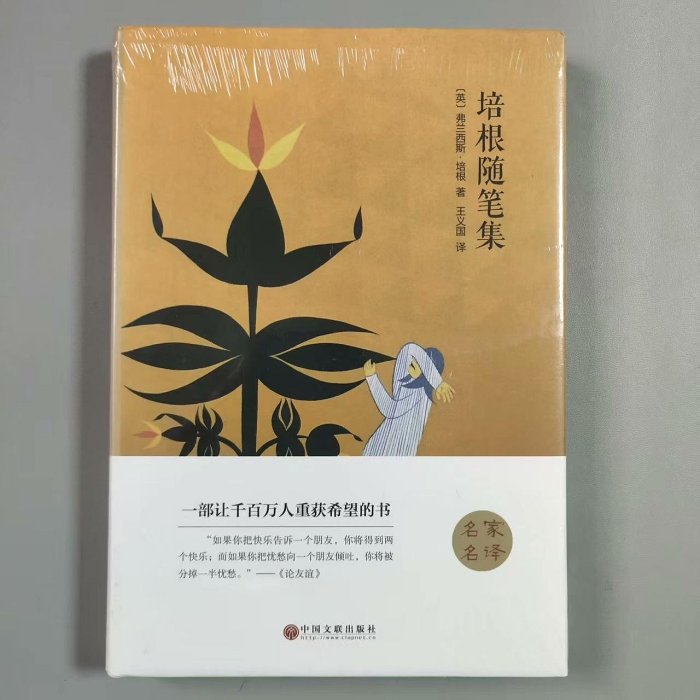 培根随笔集
〔英〕弗兰西斯·培根 著 王义国 译
一部让千百万人重获希望的书
“如果你把快乐告诉一个朋友，你将得到两
个快乐；而如果你把忧愁向一个朋友倾吐，你将被
分掉一半忧愁。”——《论友谊》
名家
名译
中国文联出版社
http://www.clapnet.cn